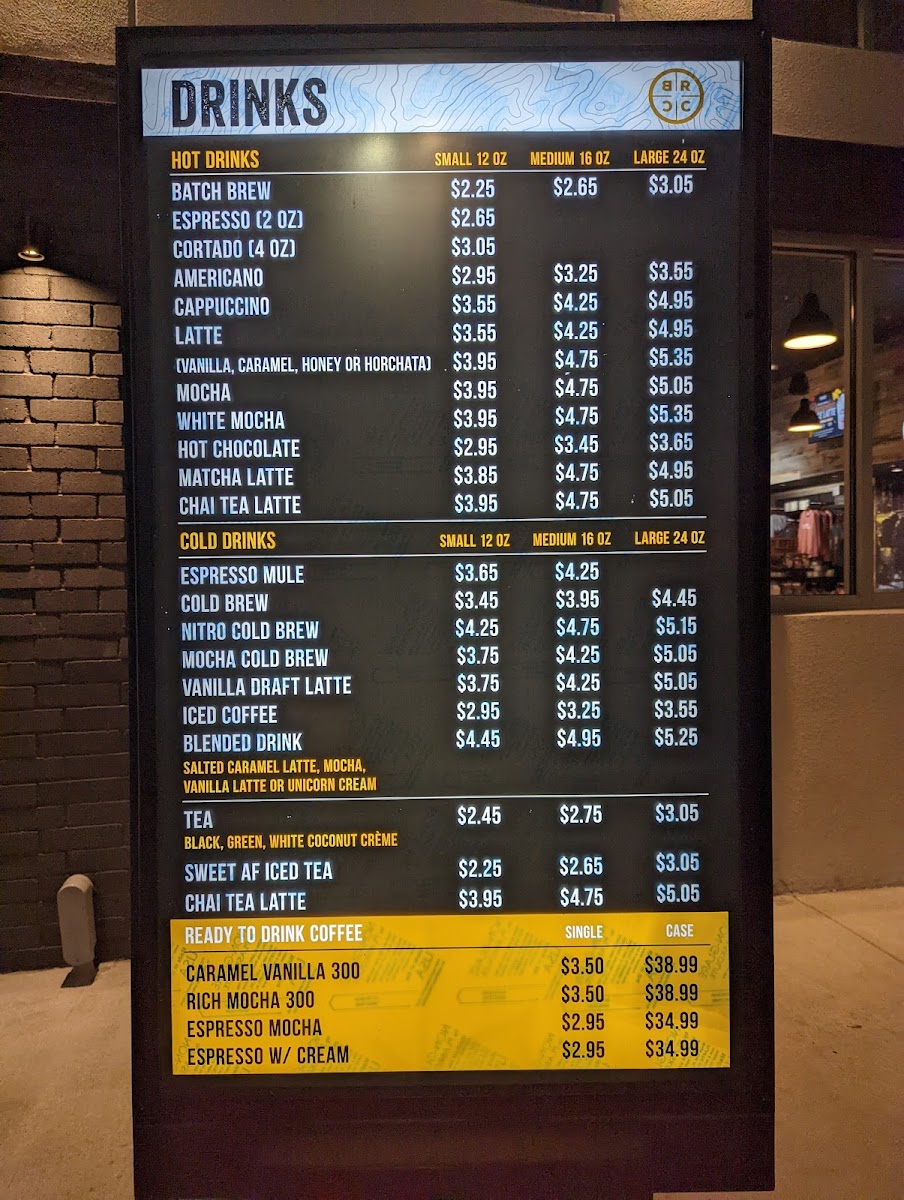 DRINKS
BRCC
HOT DRINKS SMALL 12 OZ MEDIUM 16 OZ LARGE 24 OZ
BATCH BREW $2.25 $2.65 $3.05
ESPRESSO (2 OZ) $2.65
CORTADO (4 OZ) $3.05
AMERICANO $2.95 $3.25 $3.55
CAPPUCCINO $3.55 $4.25 $4.95
LATTE $3.55 $4.25 $4.95
(VANILLA, CARAMEL, HONEY OR HORCHATA) $3.95 $4.75 $5.35
MOCHA $3.95 $4.75 $5.05
WHITE MOCHA $3.95 $4.75 $5.35
HOT CHOCOLATE $2.95 $3.45 $3.65
MATCHA LATTE $3.85 $4.75 $4.95
CHAI TEA LATTE $3.95 $4.75 $5.05
COLD DRINKS SMALL 12 OZ MEDIUM 16 OZ LARGE 24 OZ
ESPRESSO MULE $3.65 $4.25
COLD BREW $3.45 $3.95 $4.45
NITRO COLD BREW $4.25 $4.75 $5.15
MOCHA COLD BREW $3.75 $4.25 $5.05
VANILLA DRAFT LATTE $3.75 $4.25 $5.05
ICED COFFEE $2.95 $3.25 $3.55
BLENDED DRINK $4.45 $4.95 $5.25
SALTED CARAMEL LATTE, MOCHA,
VANILLA LATTE OR UNICORN CREAM
TEA $2.45 $2.75 $3.05
BLACK, GREEN, WHITE COCONUT CRÈME
SWEET AF ICED TEA $2.25 $2.65 $3.05
CHAI TEA LATTE $3.95 $4.75 $5.05
READY TO DRINK COFFEE SINGLE CASE
CARAMEL VANILLA 300 $3.50 $38.99
RICH MOCHA 300 $3.50 $38.99
ESPRESSO MOCHA $2.95 $34.99
ESPRESSO W/ CREAM $2.95 $34.99